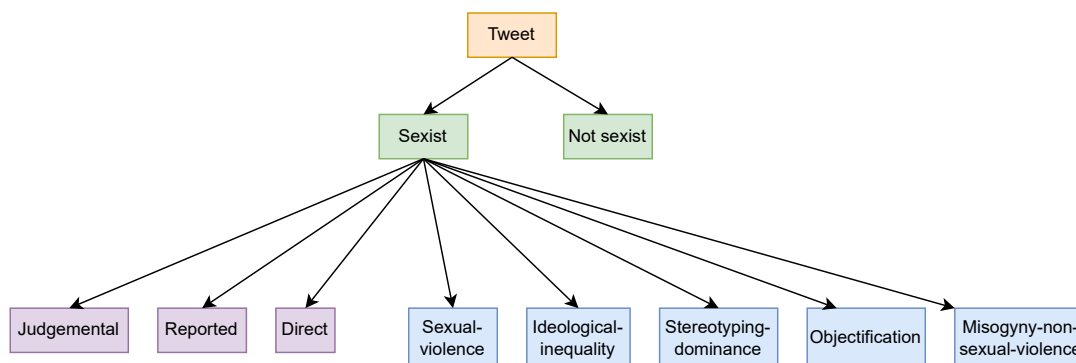 Tweet
Sexist
Not sexist
Judgemental
Reported
Direct
Sexual-
violence
Ideological-
inequality
Stereotyping-
dominance
Objectification
Misogyny-non-
sexual-violence